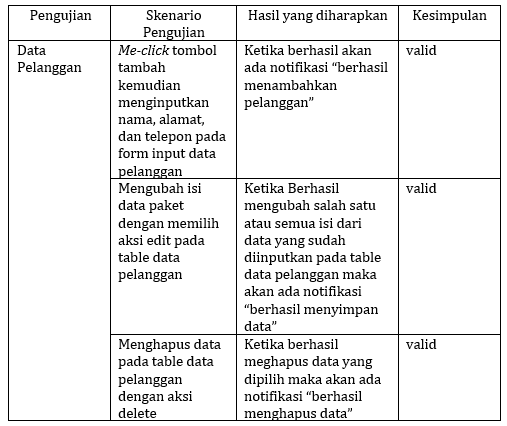 Pengujian
Skenario
Pengujian
Hasil yang diharapkan
Kesimpulan
Data
Pelanggan
Me-click tombol
tambah
kemudian
menginputkan
nama, alamat,
dan telepon pada
form input data
pelanggan
Ketika berhasil akan
ada notifikasi “berhasil
menambahkan
pelanggan”
valid
Mengubah isi
data paket
dengan memilih
aksi edit pada
table data
pelanggan
Ketika Berhasil
mengubah salah satu
atau semua isi dari
data yang sudah
diinputkan pada table
data pelanggan maka
akan ada notifikasi
“berhasil menyimpan
data”
valid
Menghapus data
pada table data
pelanggan
dengan aksi
delete
Ketika berhasil
meghapus data yang
dipilih maka akan ada
notifikasi “berhasil
menghapus data”
valid